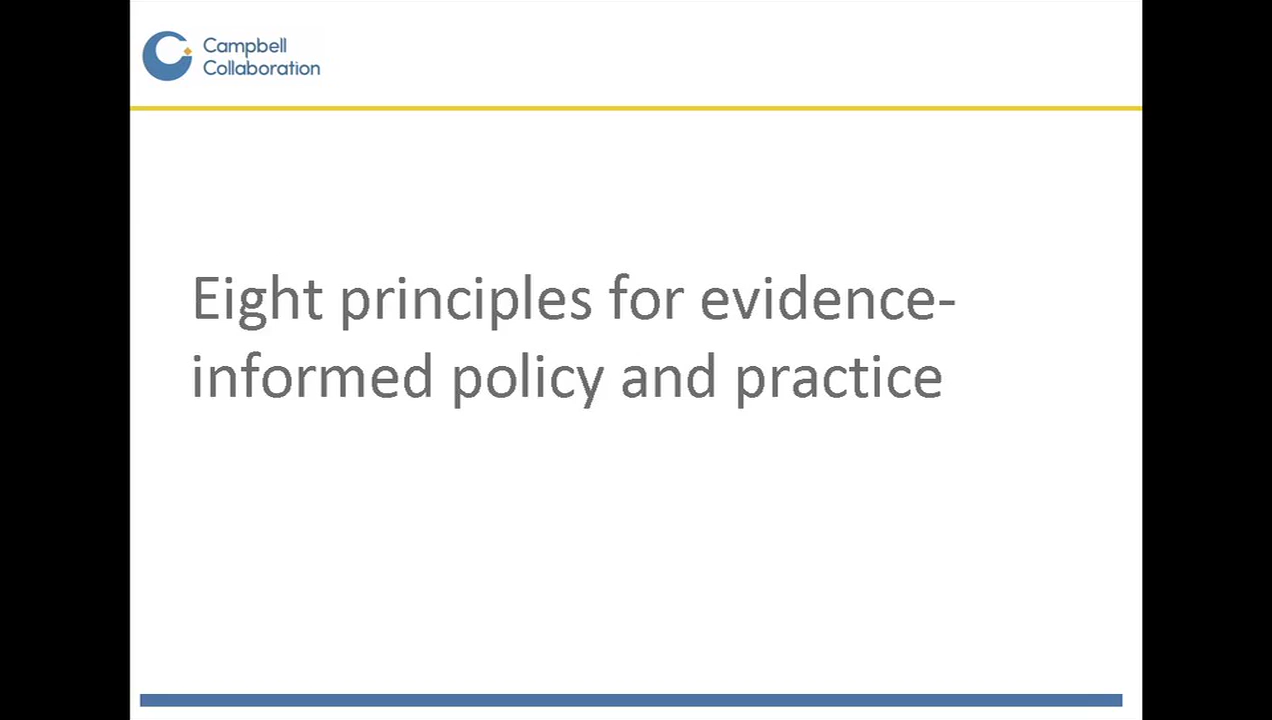 Campbell
Collaboration
Eight principles for evidence-
informed policy and practice